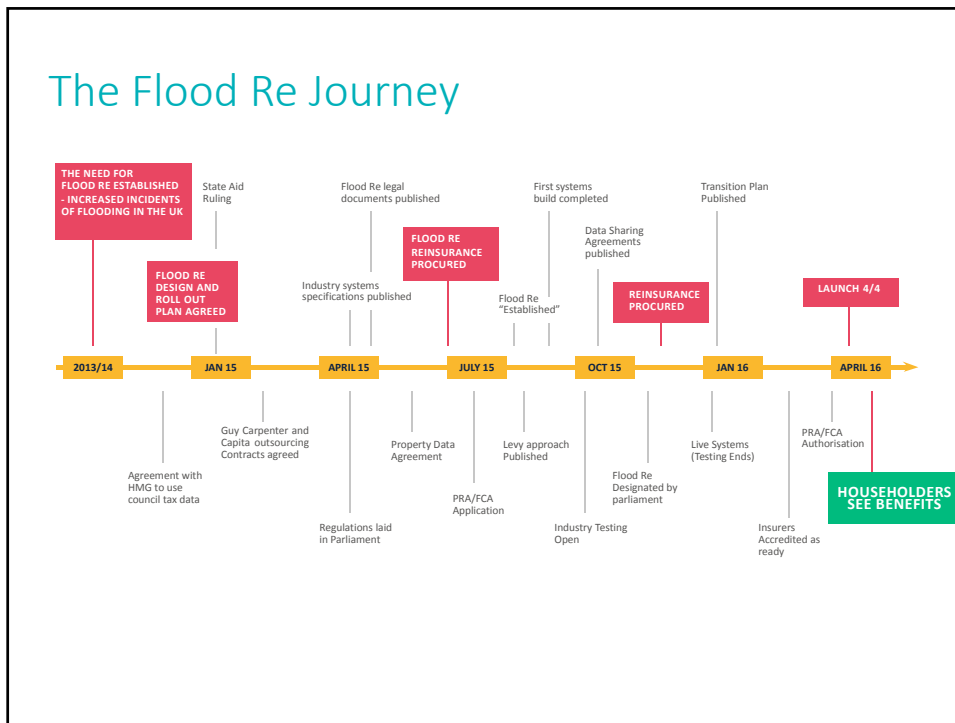 The Flood Re Journey
THE NEED FOR
FLOOD RE ESTABLISHED
- INCREASED INCIDENTS
OF FLOODING IN THE UK
State Aid
Ruling
Flood Re legal
documents published
First systems
build completed
Transition Plan
Published
FLOOD RE
DESIGN AND
ROLL OUT
PLAN AGREED
Industry systems
specifications published
FLOOD RE
REINSURANCE
PROCURED
Flood Re
“Established”
Data Sharing
Agreements
published
REINSURANCE
PROCURED
LAUNCH 4/4
2013/14
JAN 15
APRIL 15
JULY 15
OCT 15
JAN 16
APRIL 16
Agreement with
HMG to use
council tax data
Guy Carpenter and
Capita outsourcing
Contracts agreed
Regulations laid
in Parliament
Property Data
Agreement
PRA/FCA
Application
Levy approach
Published
Industry Testing
Open
Flood Re
Designated by
parliament
Live Systems
(Testing Ends)
Insurers
Accredited as
ready
PRA/FCA
Authorisation
HOUSEHOLDERS
SEE BENEFITS